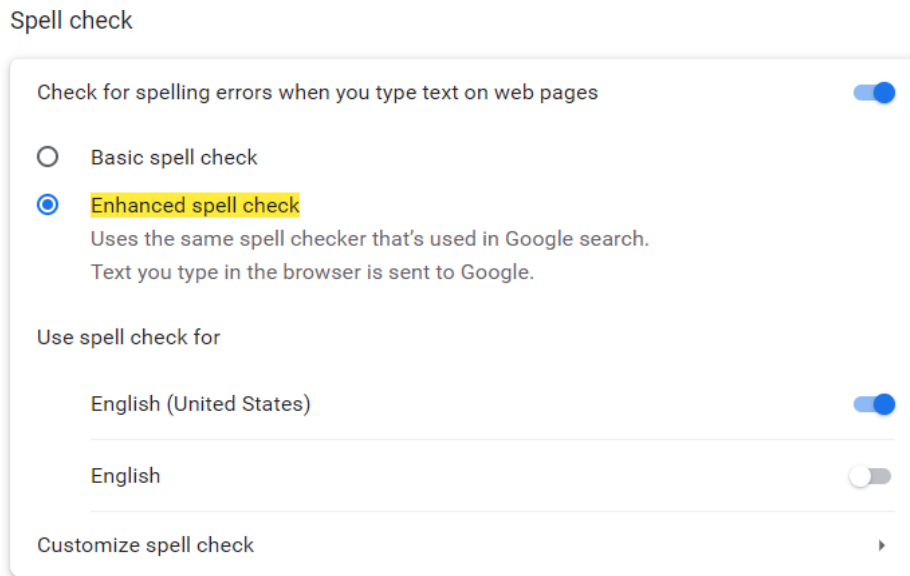 Spell check
Check for spelling errors when you type text on web pages
Basic spell check
Enhanced spell check
Uses the same spell checker that’s used in Google search.
Text you type in the browser is sent to Google.
Use spell check for
English (United States)
English
Customize spell check